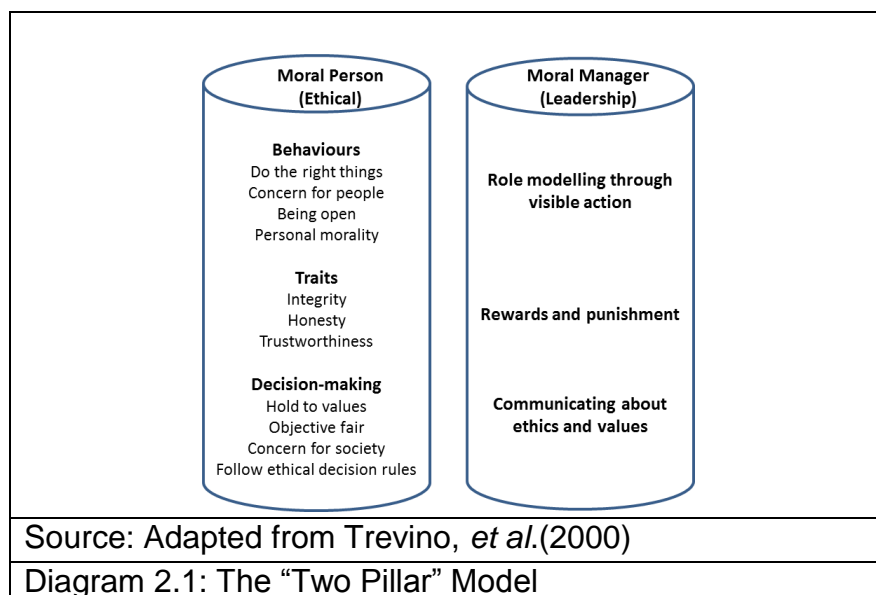 Moral Person
(Ethical)
Behaviours
Do the right things
Concern for people
Being open
Personal morality
Traits
Integrity
Honesty
Trustworthiness
Decision-making
Hold to values
Objective fair
Concern for society
Follow ethical decision rules
Moral Manager
(Leadership)
Role modelling through
visible action
Rewards and punishment
Communicating about
ethics and values
Source: Adapted from Trevino, et al.(2000)
Diagram 2.1: The “Two Pillar” Model